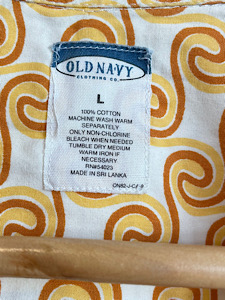 OLD NAVY
CLOTHING CO.
L
100% COTTON
MACHINE WASH WARM
SEPARATELY
ONLY NON-CHLORINE
BLEACH WHEN NEEDED
TUMBLE DRY MEDIUM
WARM IRON IF
NECESSARY
RN#54023
MADE IN SRI LANKA